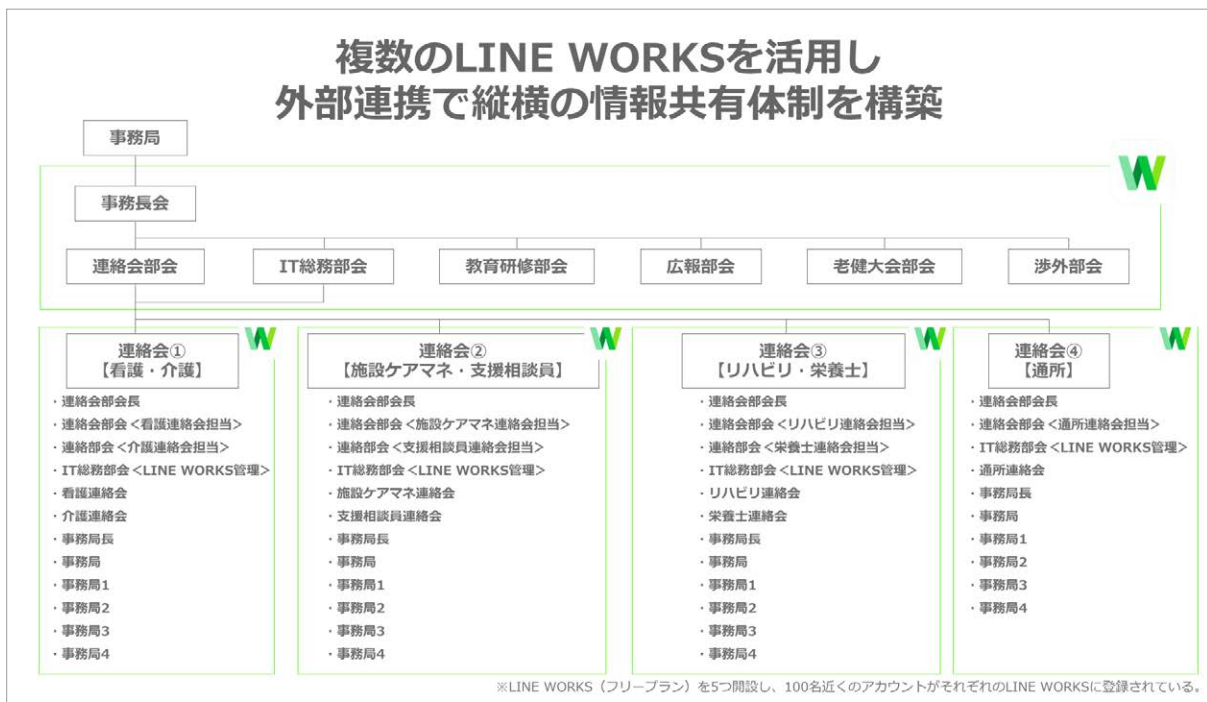 複数のLINE WORKSを活用し
外部連携で縦横の情報共有体制を構築
事務局
事務長会
連絡会部会
IT総務部会
教育研修部会
広報部会
老健大会部会
渉外部会
連絡会①
【看護・介護】
・連絡会部会長
・連絡会部会<看護連絡会担当>
・連絡部会<介護連絡会担当>
・IT総務部会<LINE WORKS管理>
・看護連絡会
・介護連絡会
・事務局長
・事務局
・事務局1
・事務局2
・事務局3
・事務局4
連絡会②
【施設ケアマネ・支援相談員】
・連絡会部会長
・連絡会部会<施設ケアマネ連絡会担当>
・連絡部会<支援相談員連絡会担当>
・IT総務部会<LINE WORKS管理>
・施設ケアマネ連絡会
・支援相談員連絡会
・事務局長
・事務局
・事務局1
・事務局2
・事務局3
・事務局4
連絡会③
【リハビリ・栄養士】
・連絡会部会長
・連絡会部会<リハビリ連絡会担当>
・連絡部会<栄養士連絡会担当>
・IT総務部会<LINE WORKS管理>
・リハビリ連絡会
・栄養士連絡会
・事務局長
・事務局
・事務局1
・事務局2
・事務局3
・事務局4
連絡会④
【通所】
・連絡会部会長
・連絡会部会<通所連絡会担当>
・IT総務部会<LINE WORKS管理>
・通所連絡会
・事務局長
・事務局
・事務局1
・事務局2
・事務局3
・事務局4
※LINE WORKS(フリープラン)を5つ開設し、100名近くのアカウントがそれぞれのLINE WORKSに登録されている。